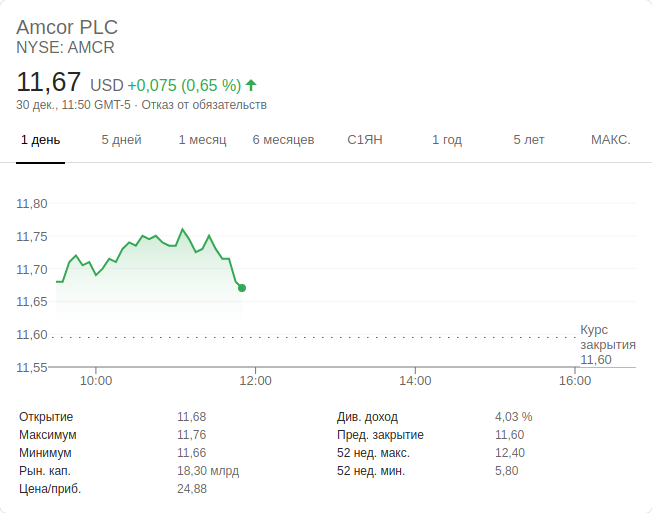 Amcor PLC
NYSE: AMCR
11,67 USD +0,075 (0,65 %)
30 дек., 11:50 GMT-5 · Отказ от обязательств
1 день 5 дней 1 месяц 6 месяцев С1ЯН 1 год 5 лет МАКС.
11,80
11,75
11,70
11,65
11,60
11,55
Курс
закрытия
11,60
10:00 12:00 14:00 16:00
Открытие 11,68 Див. доход 4,03 %
Максимум 11,76 Пред. закрытие 11,60
Минимум 11,66 52 нед. макс. 12,40
Рын. кап. 18,30 млрд 52 нед. мин. 5,80
Цена/приб. 24,88